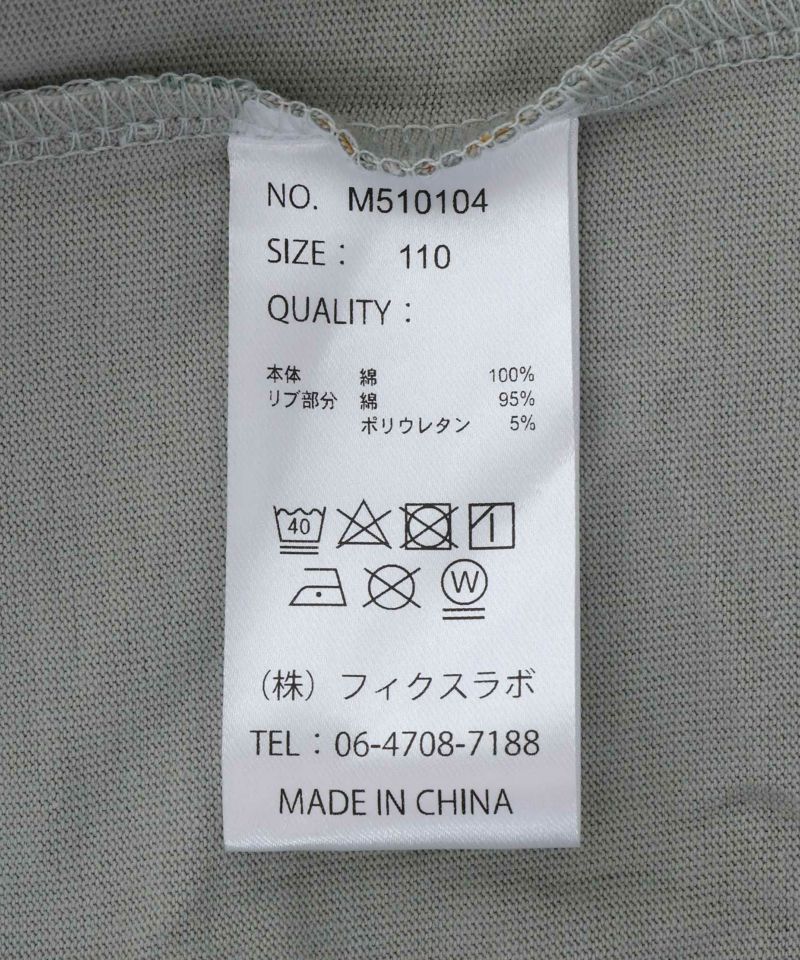 NO. M510104
SIZE： 110
QUALITY：
本体 綿 100%
リブ部分 綿 95%
ポリウレタン 5%
40
W
（株）フィクスラボ
TEL：06-4708-7188
MADE IN CHINA